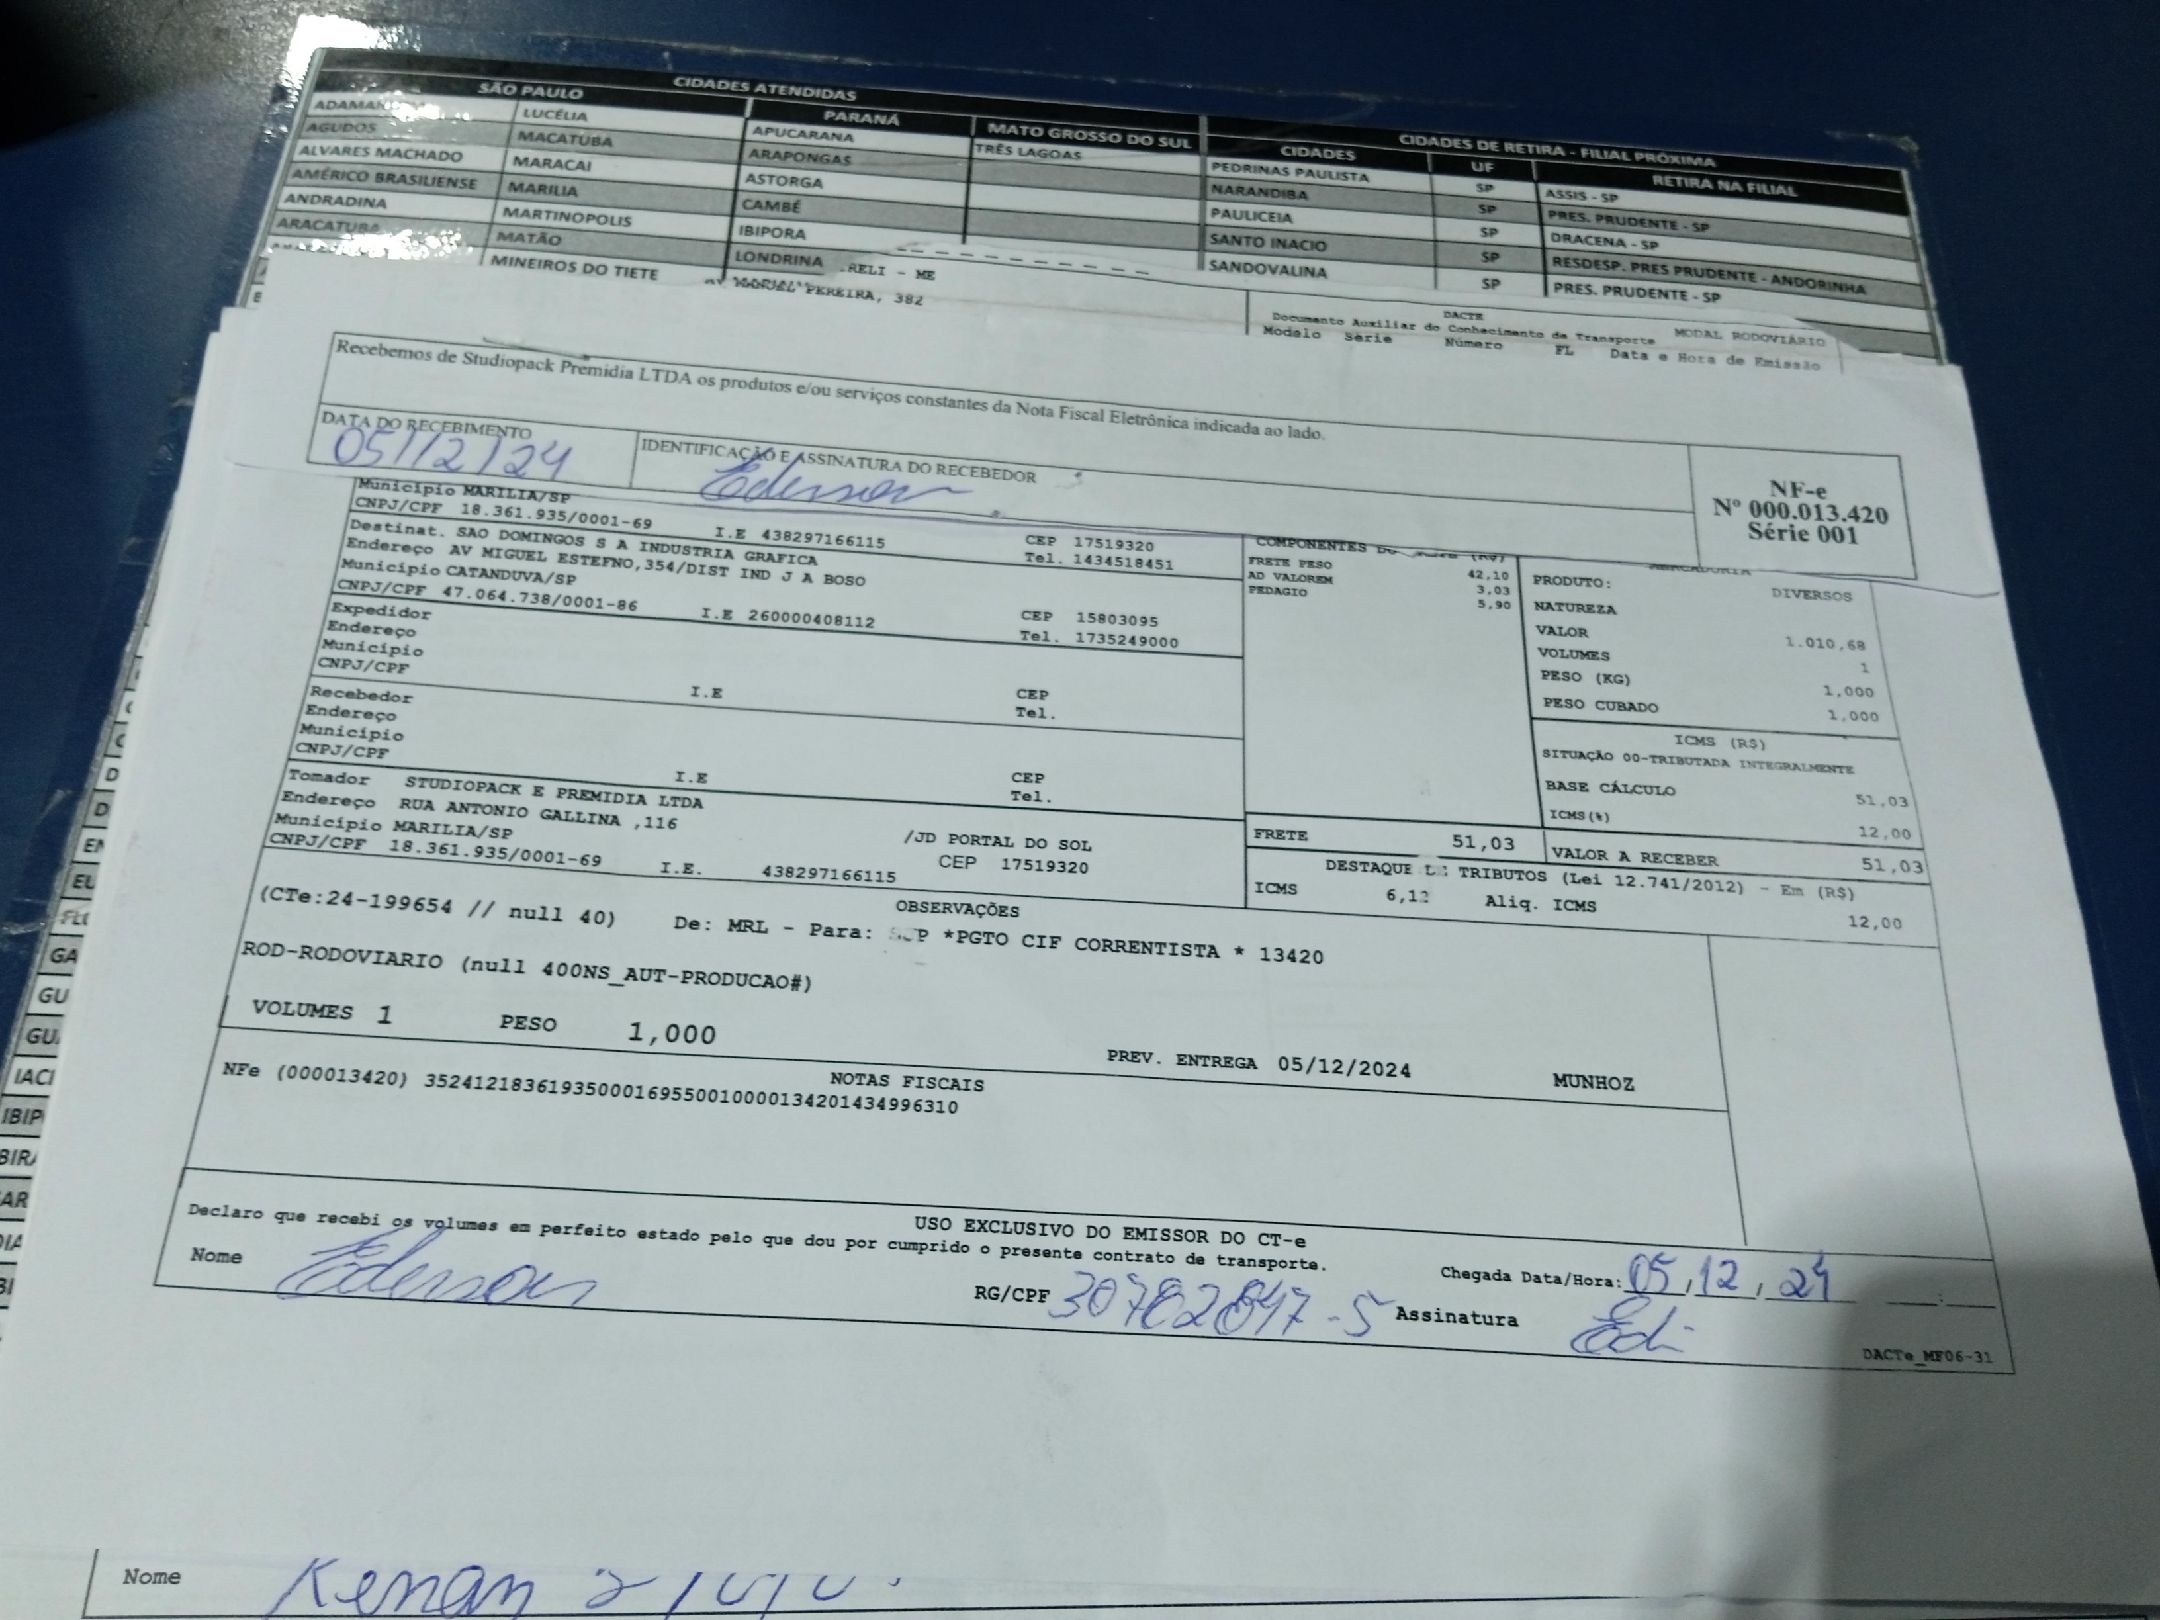 CIDADES ATENDIDAS
CIDADES DE RETIRA - FILIAL PRÓXIMA
SÃO PAULO PARANÁ MATO GROSSO DO SUL CIDADES UF RETIRA NA FILIAL
LUCÉLIA APUCARANA TRÊS LAGOAS PEDRINAS PAULISTA SP ASSIS - SP
AGUDOS MACATUBA ARAPONGAS NARANDIBA SP PRES. PRUDENTE - SP
ALVARES MACHADO MARACAI ASTORGA PAULICEIA SP DRACENA - SP
AMÉRICO BRASILIENSE MARILIA CAMBÉ SANTO INACIO SP RESDESP. PRES PRUDENTE - ANDORINHA
ANDRADINA MARTINOPOLIS IBIPORA SANDOVALINA SP PRES. PRUDENTE - SP
ARACATUBA MATÃO LONDRINA
MINEIROS DO TIETE
RELI - ME
PEREIRA, 382
DACTE
Documento Auxiliar do Conhecimento de Transporte MODAL RODOVIÁRIO
Modelo Série Número FL Data e Hora de Emissão
Recebemos de Studiopack Premidia LTDA os produtos e/ou serviços constantes da Nota Fiscal Eletrônica indicada ao lado.
DATA DO RECEBIMENTO
05/12/24
IDENTIFICAÇÃO E ASSINATURA DO RECEBEDOR
Ederson
NF-e
Nº 000.013.420
Série 001
Município MARILIA/SP
CNPJ/CPF 18.361.935/0001-69 I.E 438297166115 CEP 17519320
Tel. 1434518451
Destinat. SAO DOMINGOS S A INDUSTRIA GRAFICA
Endereço AV MIGUEL ESTEFNO,354/DIST IND J A BOSO
Município CATANDUVA/SP CEP 15803095
CNPJ/CPF 47.064.738/0001-86 I.E 260000408112 Tel. 1735249000
Expedidor
Endereço
Município CEP
CNPJ/CPF I.E Tel.
Recebedor
Endereço
Município CEP
CNPJ/CPF I.E Tel.
Tomador STUDIOPACK E PREMIDIA LTDA
Endereço RUA ANTONIO GALLINA ,116 /JD PORTAL DO SOL
Município MARILIA/SP CEP 17519320
CNPJ/CPF 18.361.935/0001-69 I.E. 438297166115
COMPONENTES
FRETE PESO 42,10
AD VALOREM 3,03
PEDAGIO 5,90
PRODUTO: DIVERSOS
NATUREZA
VALOR 1.010,68
VOLUMES 1
PESO (KG) 1,000
PESO CUBADO 1,000
ICMS (R$)
SITUAÇÃO 00-TRIBUTADA INTEGRALMENTE
BASE CÁLCULO 51,03
ICMS(%) 12,00
FRETE 51,03 VALOR A RECEBER 51,03
DESTAQUE DE TRIBUTOS (Lei 12.741/2012) - Em (R$)
ICMS 6,12 Aliq. ICMS 12,00
OBSERVAÇÕES
(CTe:24-199654 // null 40) De: MRL - Para: *PGTO CIF CORRENTISTA * 13420
ROD-RODOVIARIO (null 400NS_AUT-PRODUCAO#)
VOLUMES 1 PESO 1,000 PREV. ENTREGA 05/12/2024 MUNHOZ
NOTAS FISCAIS
NFe (000013420) 35241218361935000169550010000134201434996310
USO EXCLUSIVO DO EMISSOR DO CT-e
Declaro que recebi os volumes em perfeito estado pelo que dou por cumprido o presente contrato de transporte.
Chegada Data/Hora: 05,12,24
Nome Ederson RG/CPF Assinatura Edi
DACTe_MF06-31
Nome Kenan